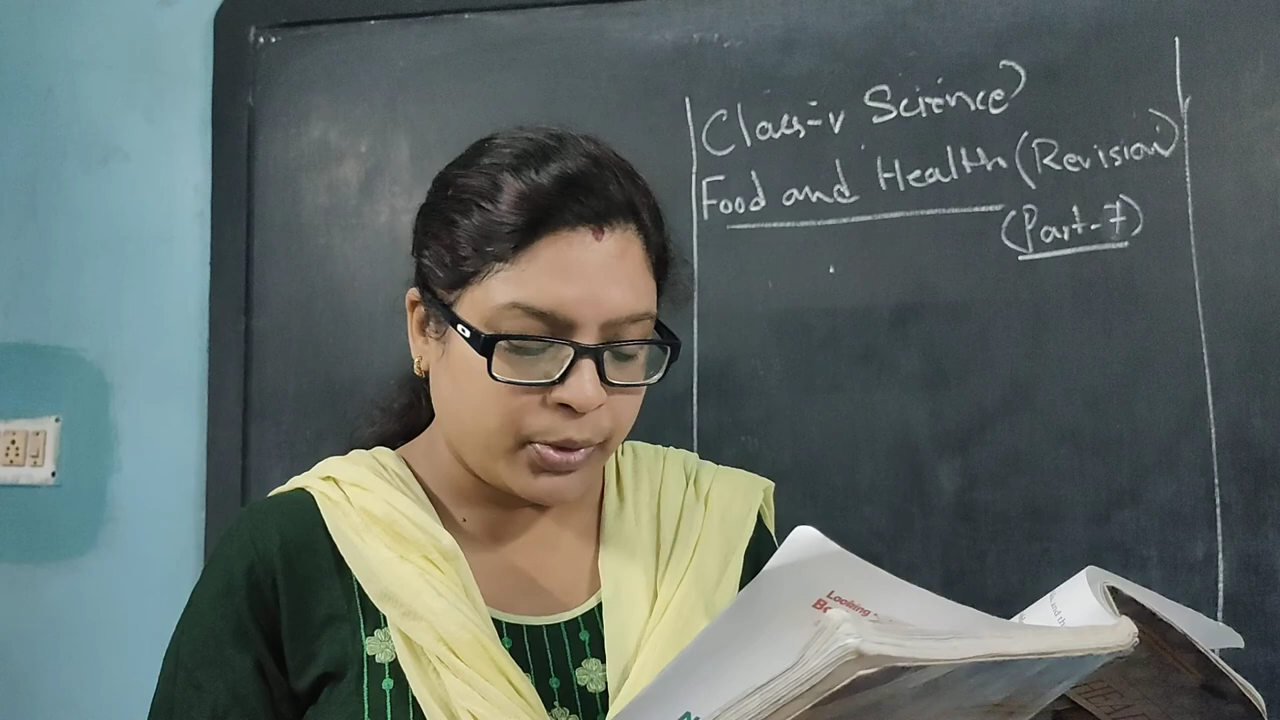 Class-V Science
Food and Health (Revision)
(Part-7)
Looking